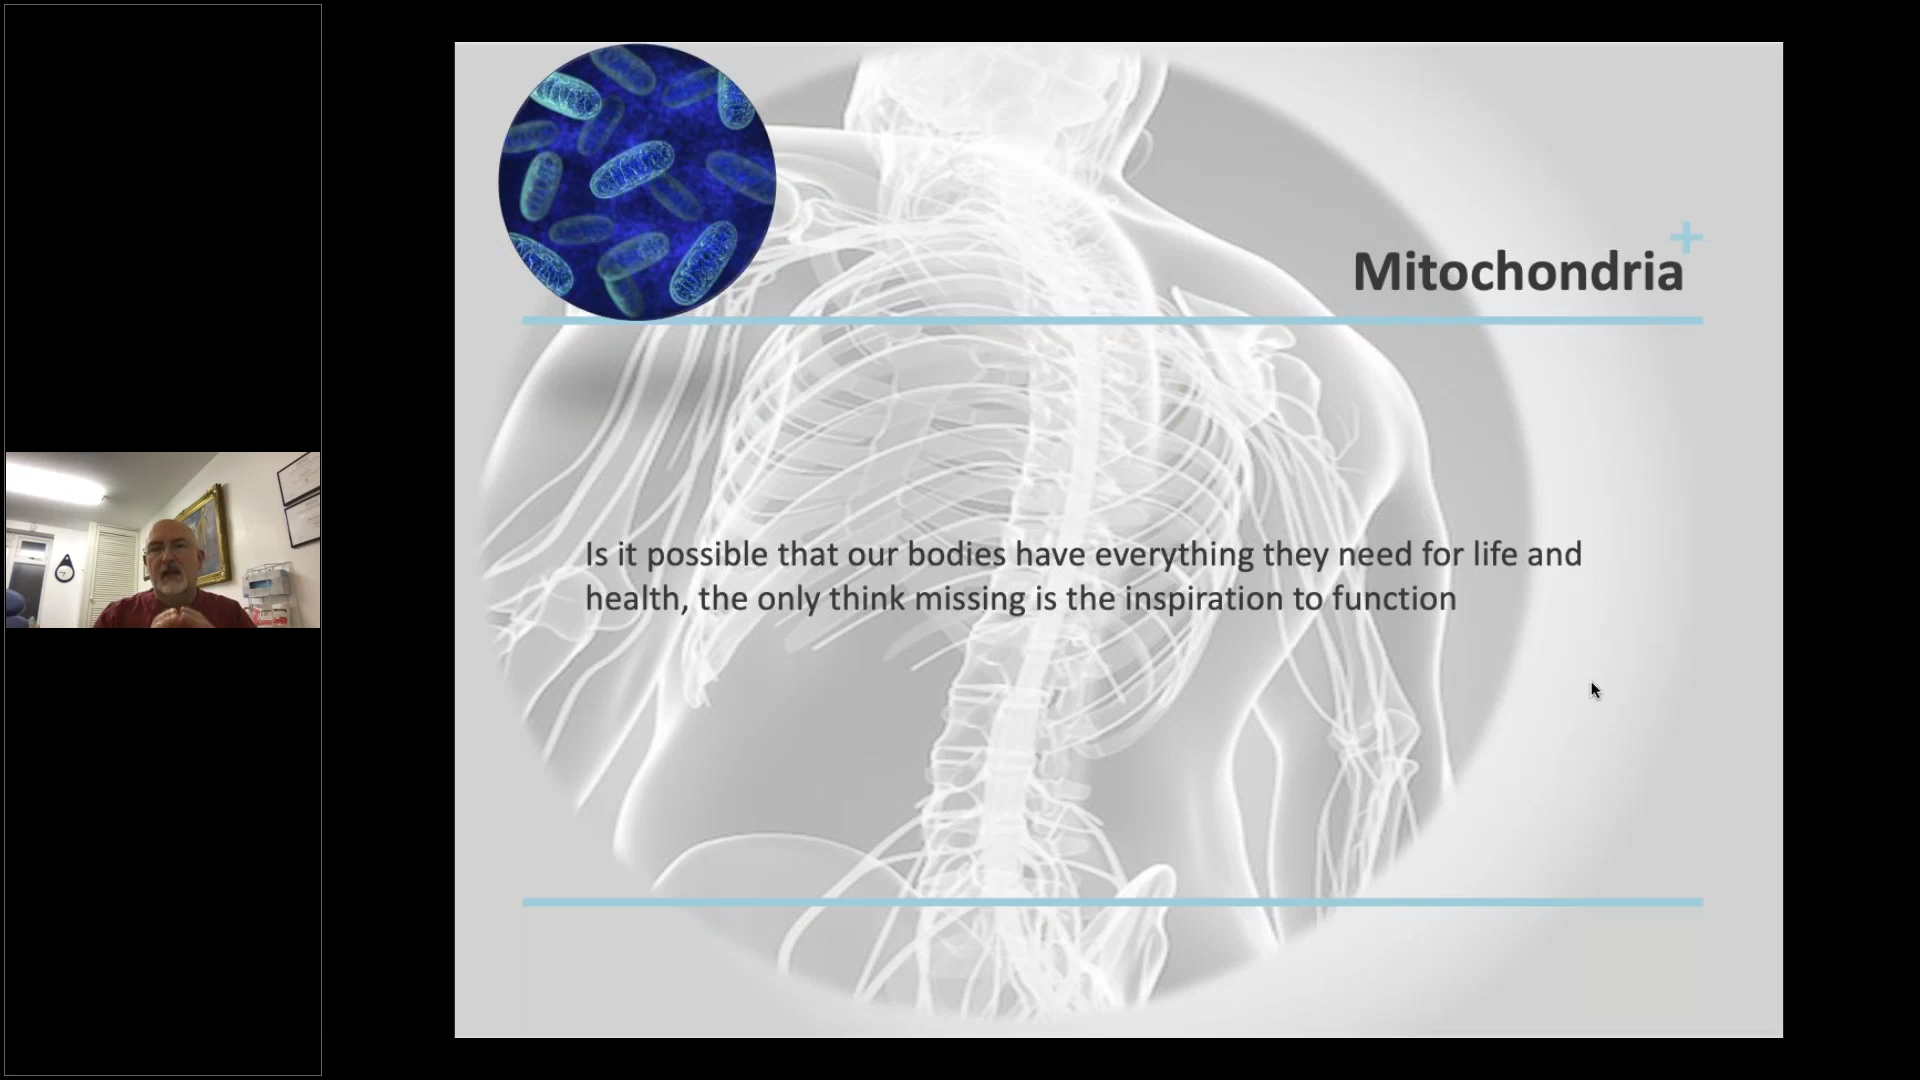 Mitochondria
Is it possible that our bodies have everything they need for life and
health, the only think missing is the inspiration to function